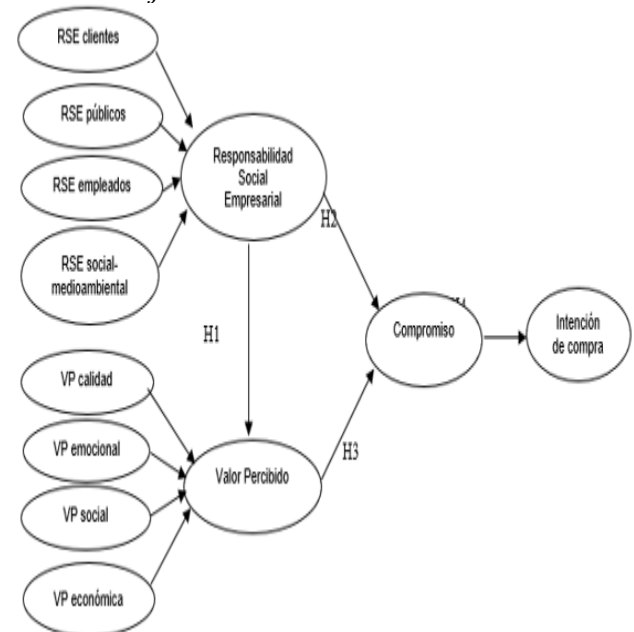 RSE clientes
RSE públicos
RSE empleados
RSE social-
medioambiental
Responsabilidad
Social
Empresarial
H2
H1
Compromiso
Intención
de compra
VP calidad
VP emocional
VP social
VP económica
Valor Percibido
H3